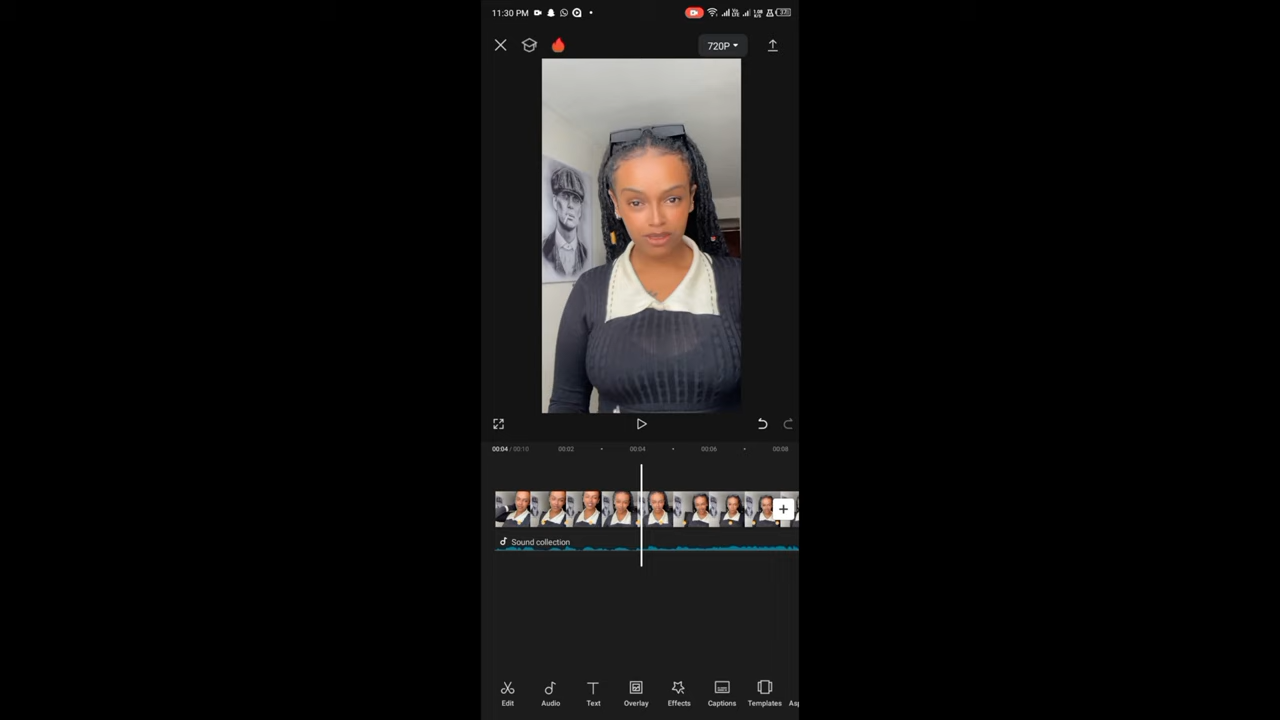 11:30 PM
720P
00:04 / 00:10 00:02 00:04 00:06 00:08
Sound collection
Edit Audio Text Overlay Effects Captions Templates